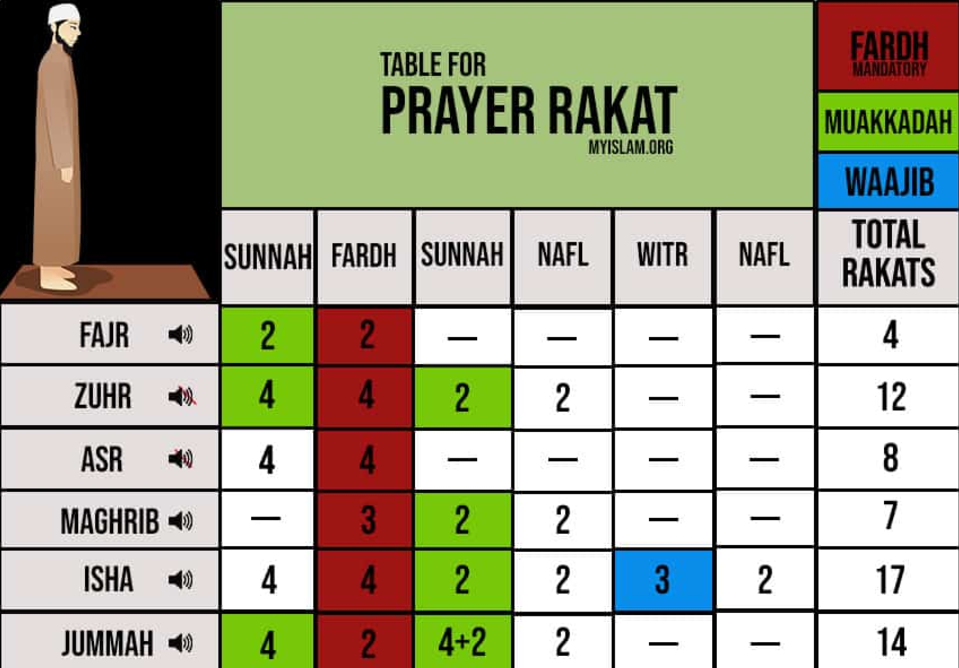 TABLE FOR
PRAYER RAKAT
MYISLAM.ORG
FARDH
MANDATORY
MUAKKADAH
WAAJIB
SUNNAH FARDH SUNNAH NAFL WITR NAFL TOTAL RAKATS
FAJR 2 2 — — — — 4
ZUHR 4 4 2 2 — — 12
ASR 4 4 — — — — 8
MAGHRIB — 3 2 2 — — 7
ISHA 4 4 2 2 3 2 17
JUMMAH 4 2 4+2 2 — — 14